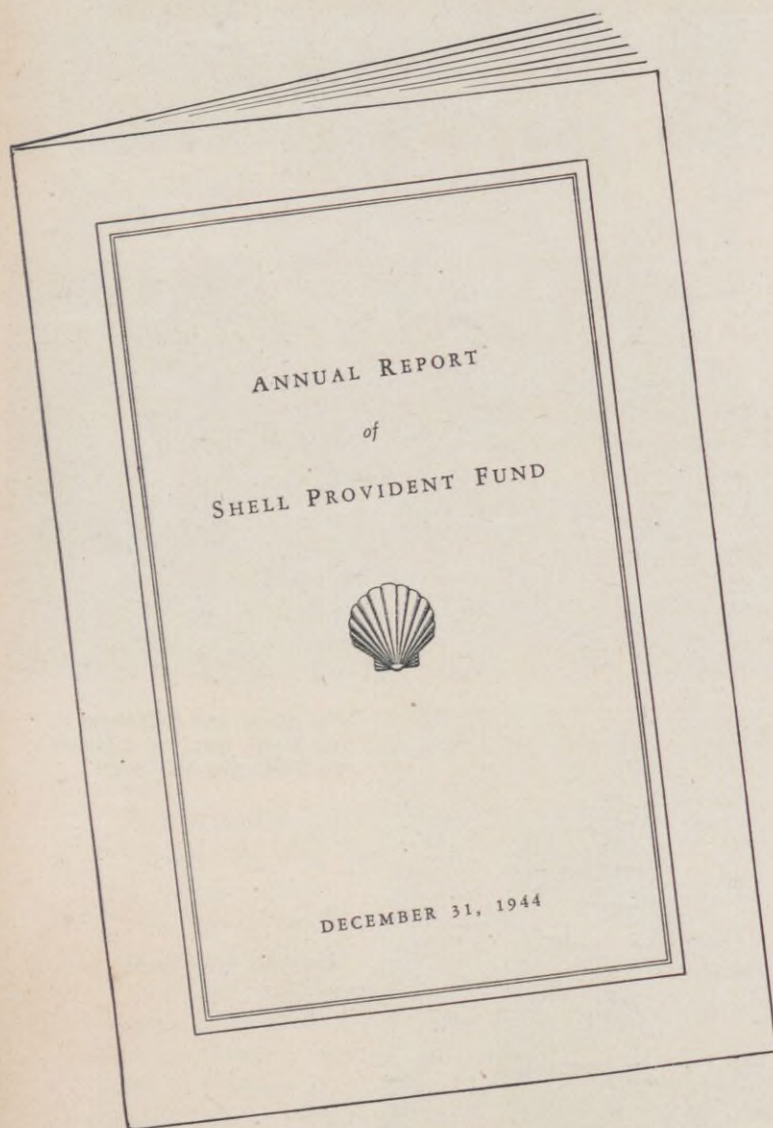 ANNUAL REPORT
of
SHELL PROVIDENT FUND
DECEMBER 31, 1944